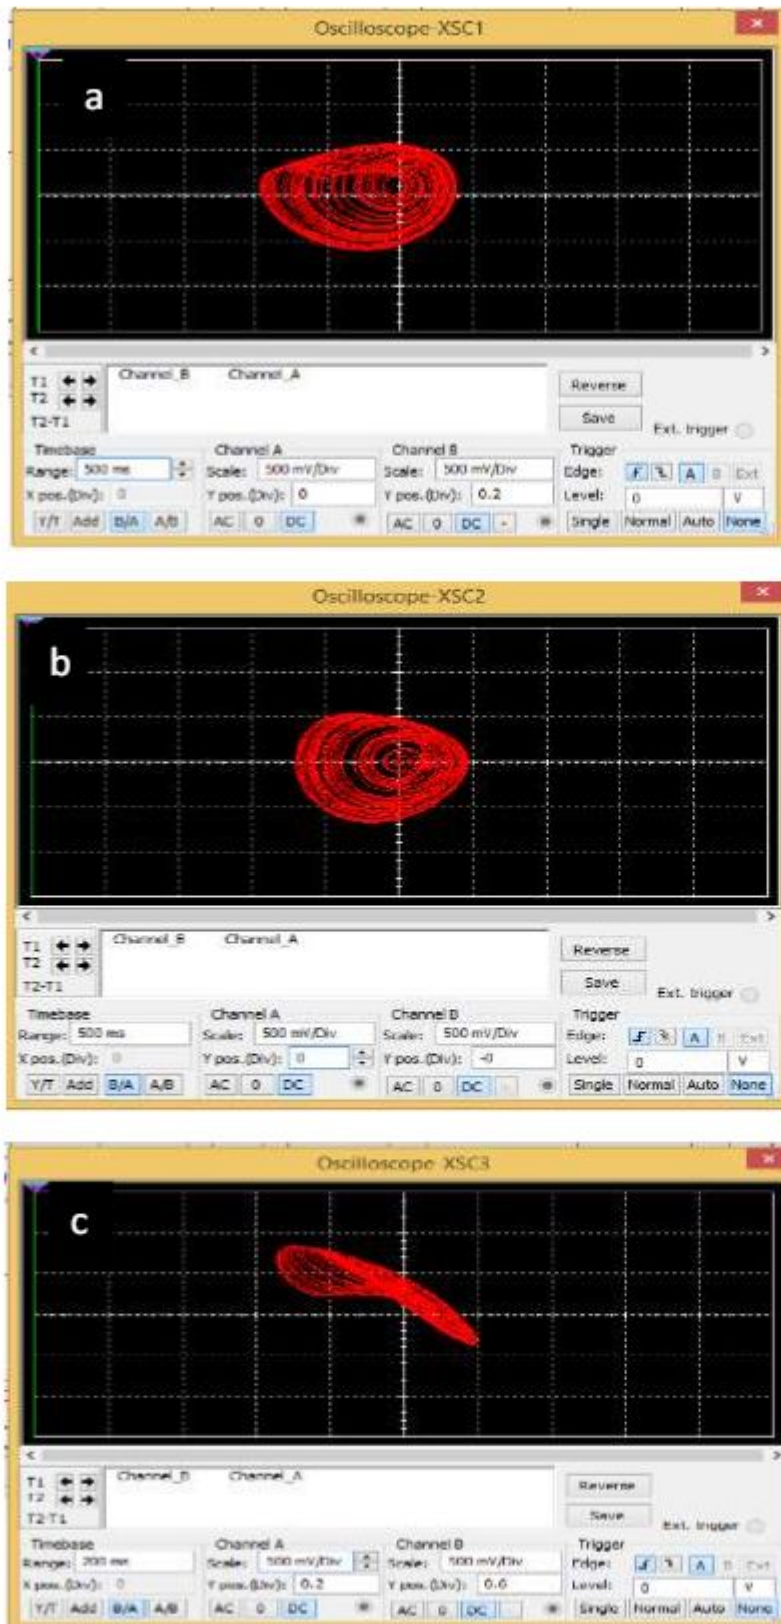 Oscilloscope-XSC1
a
T1
Channel_B Channel_A
T2
T2-T1
Reverse
Save
Ext. trigger
Timebase Channel A Channel B Trigger
Range: 500 ms Scale: 500 mV/Div Scale: 500 mV/Div Edge: A B Ext
X pos.(Div): 0 Y pos.(Div): 0 Y pos.(Div): 0.2 Level: 0 V
Y/T Add B/A A/B AC 0 DC AC 0 DC - Single Normal Auto None
Oscilloscope-XSC2
b
T1
Channel_B Channel_A
T2
T2-T1
Reverse
Save
Ext. trigger
Timebase Channel A Channel B Trigger
Range: 500 ms Scale: 500 mV/Div Scale: 500 mV/Div Edge: A B Ext
X pos.(Div): 0 Y pos.(Div): 0 Y pos.(Div): -0 Level: 0 V
Y/T Add B/A A/B AC 0 DC AC 0 DC - Single Normal Auto None
Oscilloscope-XSC3
c
T1
Channel_B Channel_A
T2
T2-T1
Reverse
Save
Ext. trigger
Timebase Channel A Channel B Trigger
Range: 200 ms Scale: 500 mV/Div Scale: 500 mV/Div Edge: A B Ext
X pos.(Div): 0 Y pos.(Div): 0.2 Y pos.(Div): 0.6 Level: 0 V
Y/T Add B/A A/B AC 0 DC AC 0 DC Single Normal Auto None